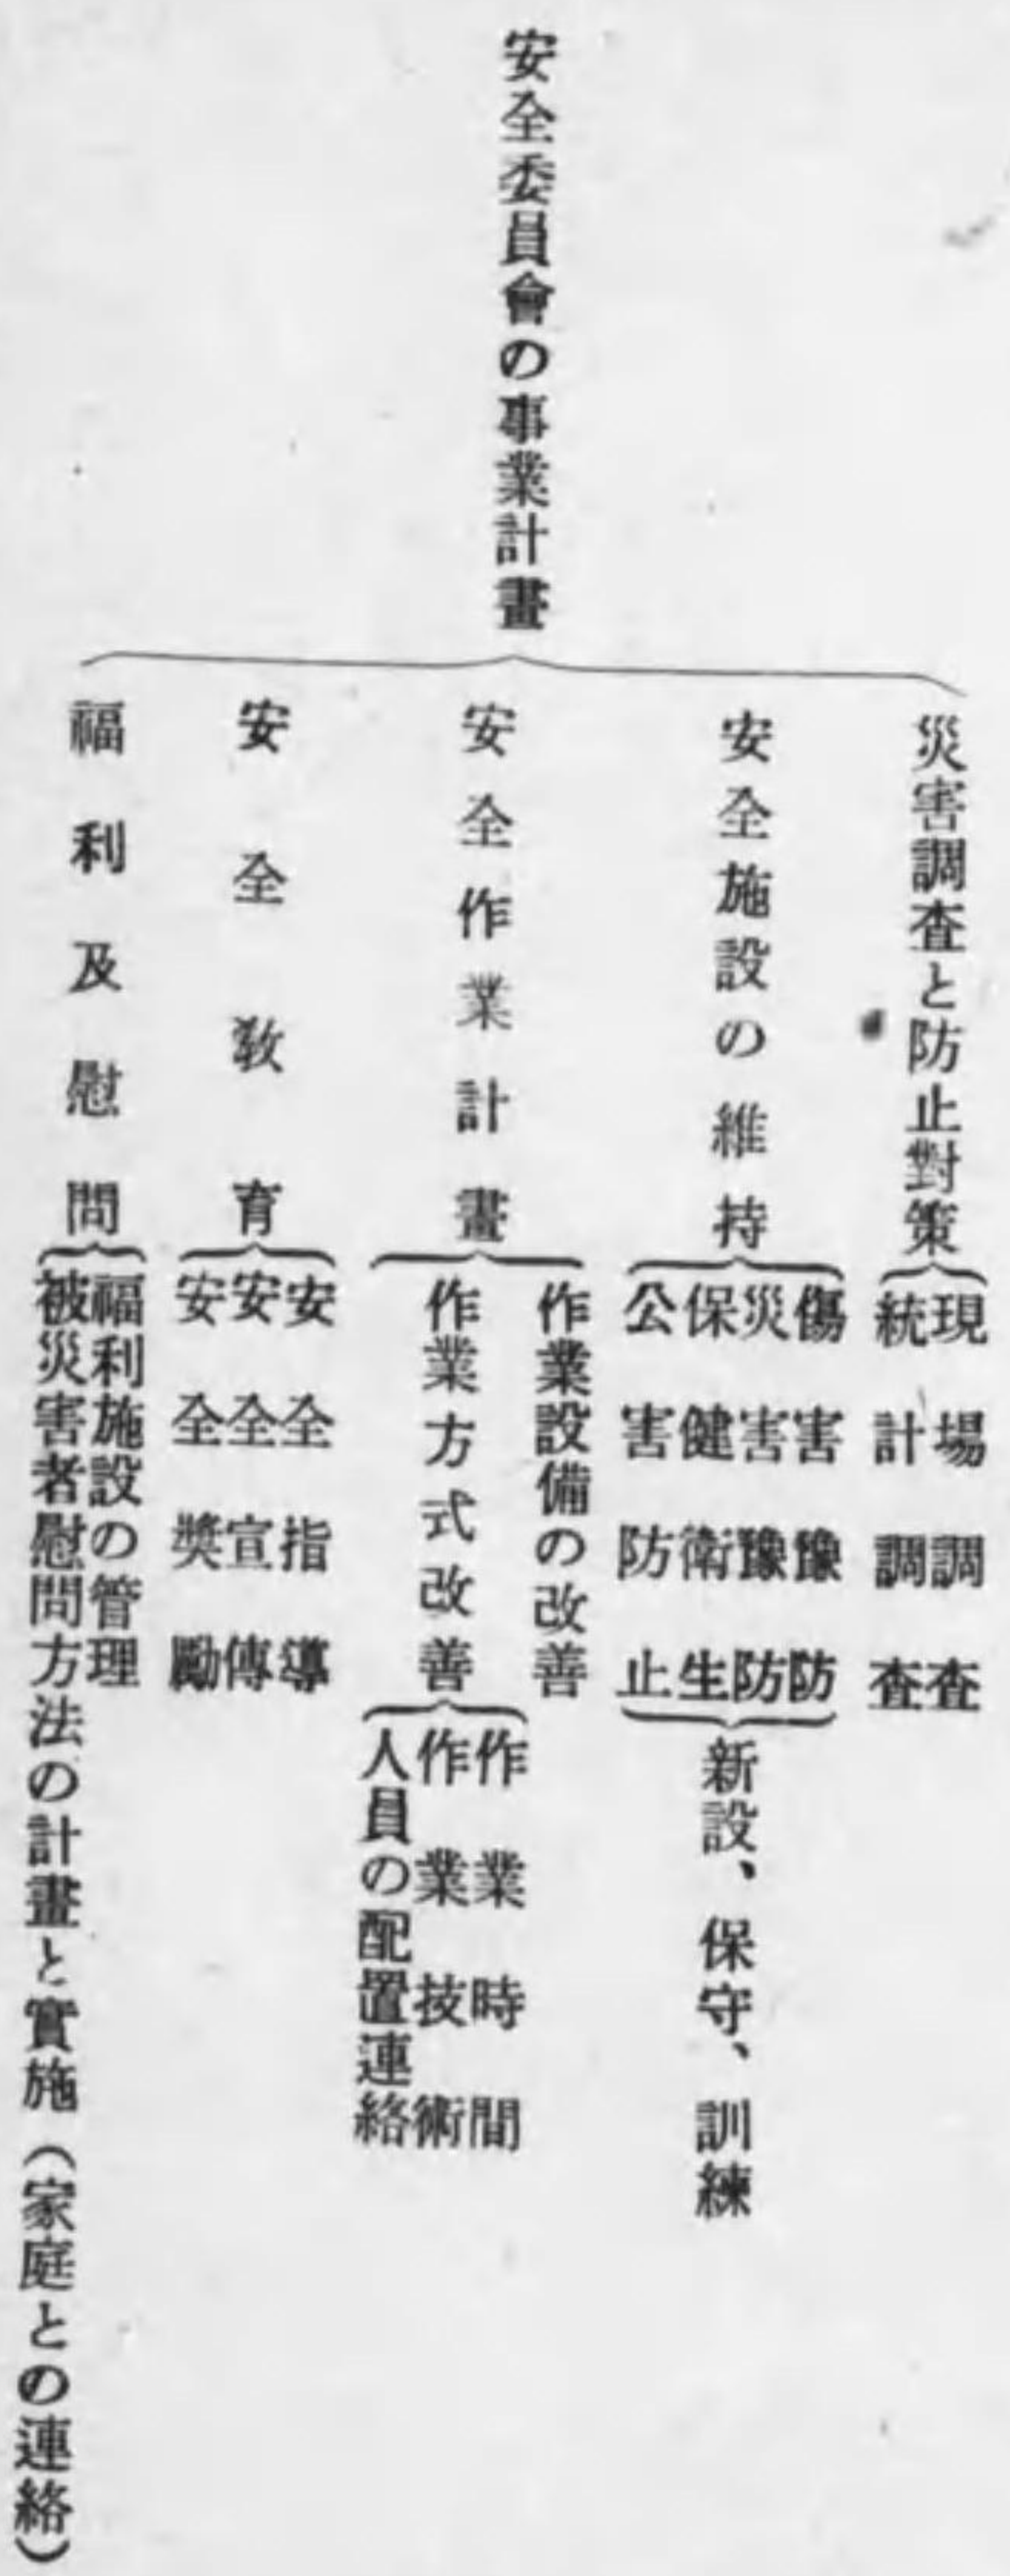 安全委員會の事業計畫
災害調査と防止對策
現場調査
統計調査
安全施設の維持
傷害豫防
災害豫防
保健衛生
公害防止
新設、保守、訓練
安全作業計畫
作業設備の改善
作業方式改善
作業時間
作業技術
人員の配置連絡
安全敎育
安全指導
安全宣傳
安全奬勵
福利及慰問
福利施設の管理
被災害者慰問方法の計畫と實施（家庭との連絡）